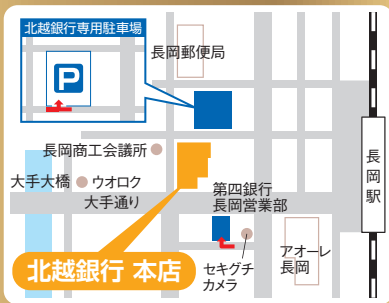 北越銀行専用駐車場
P
長岡郵便局
長岡商工会議所
大手大橋
ウオロク
大手通り
第四銀行
長岡営業部
長岡駅
北越銀行 本店
セキグチ
カメラ
アオーレ
長岡